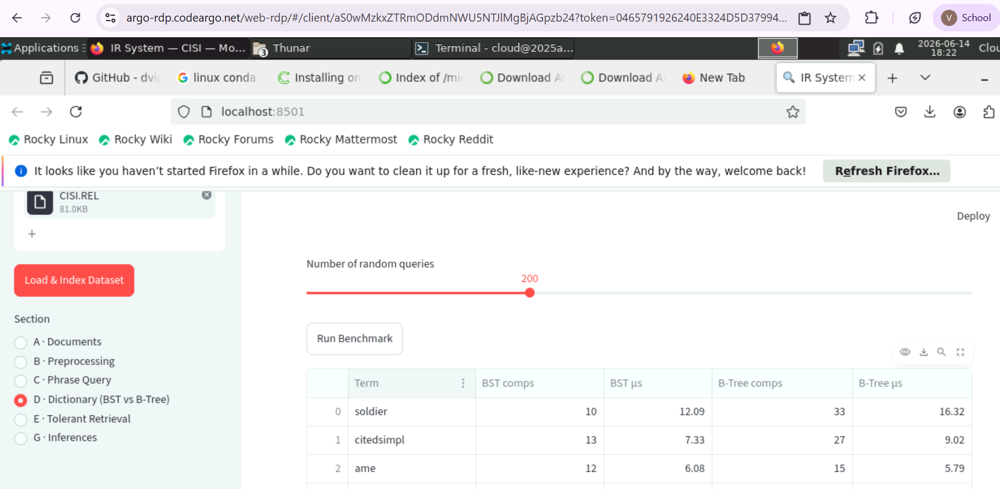 argo-rdp.codeargo.net/web-rdp/#/client/aS0wMzkxZTRmODdmNWU5NTJlMgBjAGpzb24?token=0465791926240E3324D5D37994...
V School
Applications IR System — CISI — Mo... 3 Thunar Terminal - cloud@2025a... 2026-06-14 Clou
18:22
GitHub - dvi linux conda Installing on Index of /mi Download A Download A New Tab IR System
localhost:8501
Rocky Linux Rocky Wiki Rocky Forums Rocky Mattermost Rocky Reddit
It looks like you haven’t started Firefox in a while. Do you want to clean it up for a fresh, like-new experience? And by the way, welcome back! Refresh Firefox...
CISI.REL
81.0KB
Deploy
Number of random queries
200
Load & Index Dataset
Section
A · Documents
B · Preprocessing
C · Phrase Query
D · Dictionary (BST vs B-Tree)
E · Tolerant Retrieval
G · Inferences
Run Benchmark
Term BST comps BST µs B-Tree comps B-Tree µs
0 soldier 10 12.09 33 16.32
1 citedsimpl 13 7.33 27 9.02
2 ame 12 6.08 15 5.79